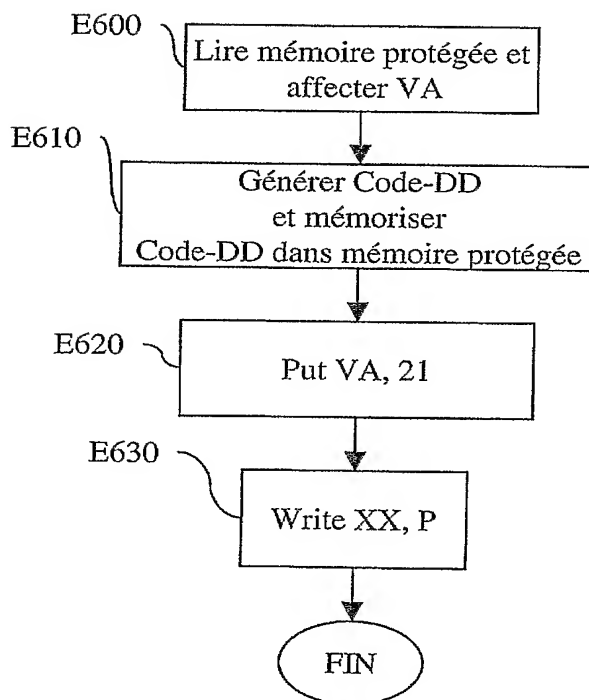 E600
Lire mémoire protégée et
affecter VA
E610
Générer Code-DD
et mémoriser
Code-DD dans mémoire protégée
E620
Put VA, 21
E630
Write XX, P
FIN